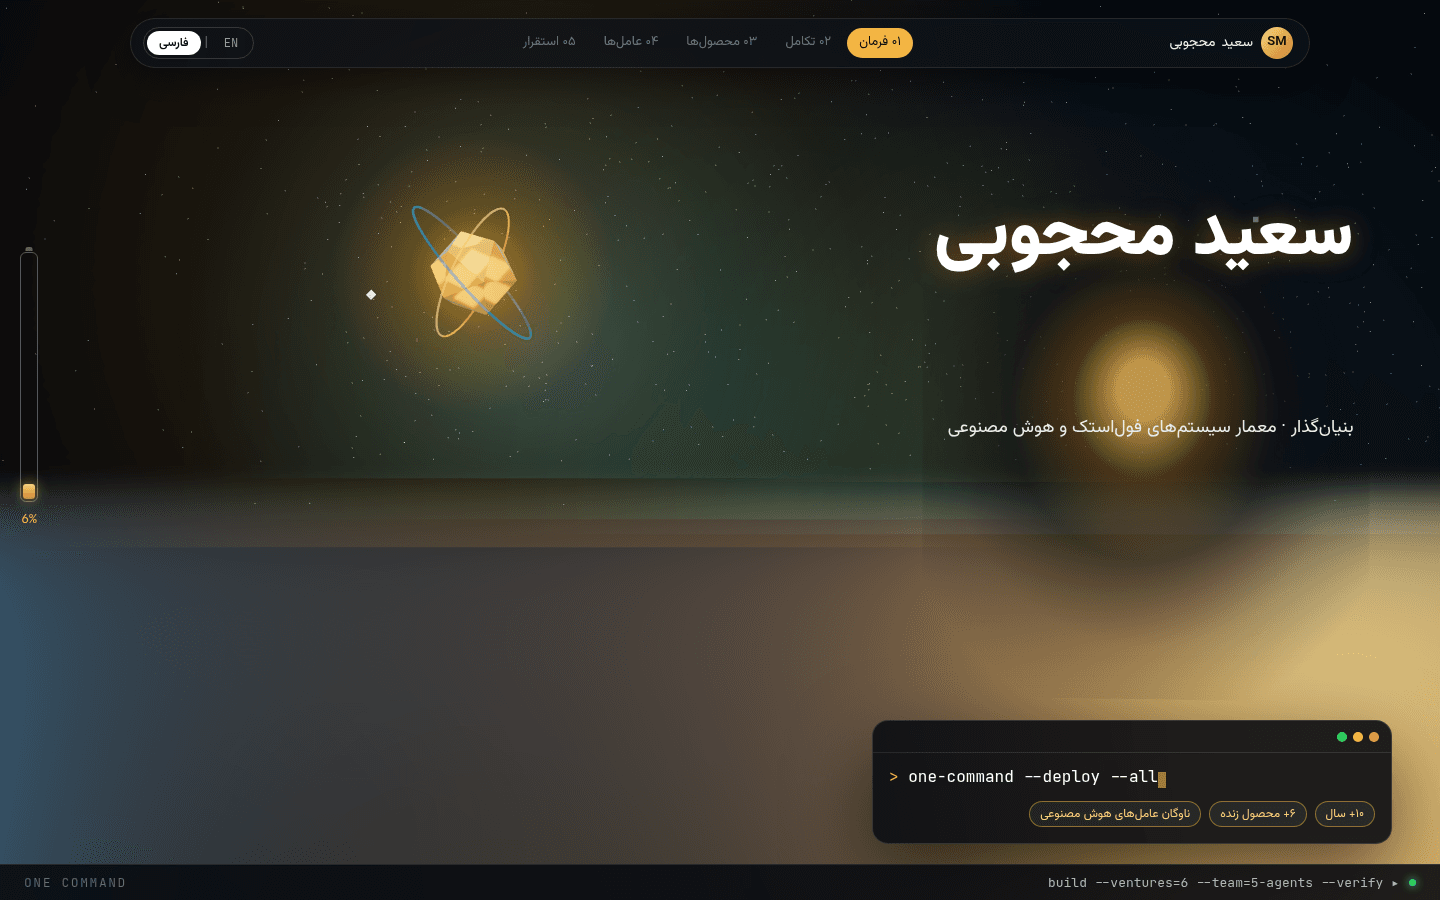 SM سعید محجوبی
۰۱ فرمان
۰۲ تکامل
۰۳ محصول‌ها
۰۴ عامل‌ها
۰۵ استقرار
EN | فارسی
سعید محجوبی
بنیان‌گذار · معمار سیستم‌های فول‌استک و هوش مصنوعی
6%
> one-command --deploy --all
۱۰+ سال
۶+ محصول زنده
ناوگان عامل‌های هوش مصنوعی
build --ventures=6 --team=5-agents --verify ▸
ONE COMMAND